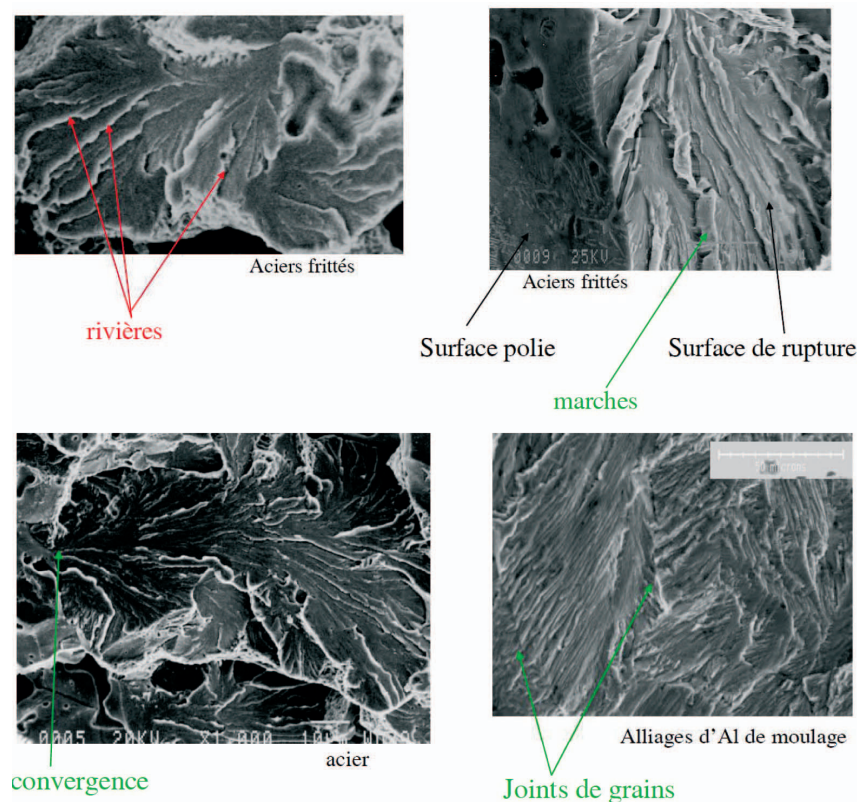 Aciers frittés
rivières
0009 25KV
Aciers frittés
Surface polie
Surface de rupture
marches
microns
0005 20KV X1,000 10µm
acier
convergence
Alliages d'Al de moulage
Joints de grains